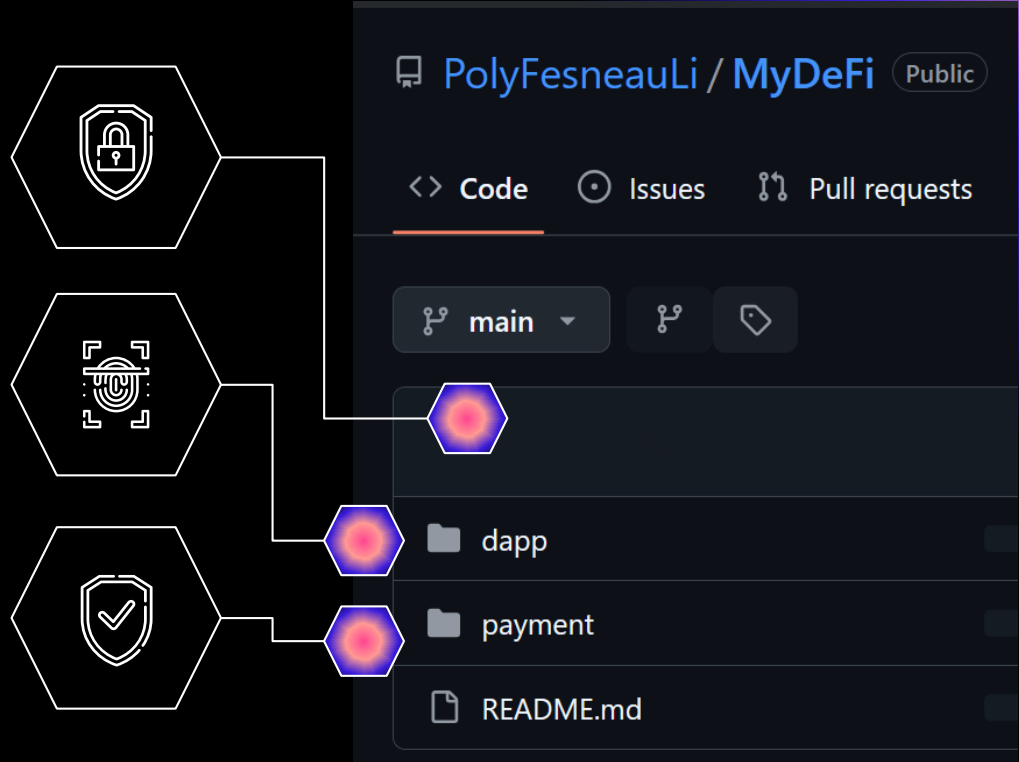 PolyFesneauLi / MyDeFi Public
Code Issues Pull requests
main
dapp
payment
README.md